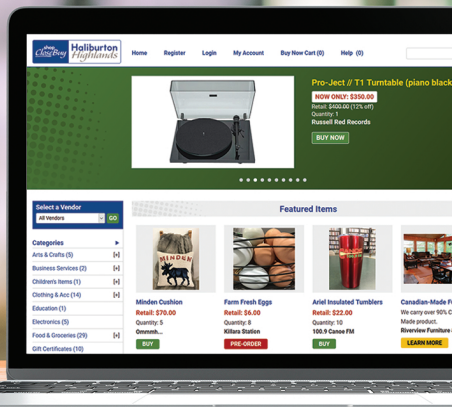 shop
CloseBuy
Haliburton
Highlands
Home Register Login My Account Buy Now Cart (0) Help (0)
Pro-Ject // T1 Turntable (piano black
NOW ONLY: $350.00
Retail: $400.00 (12% off)
Quantity: 1
Russell Red Records
BUY NOW
Select a Vendor
All Vendors GO
Featured Items
Categories
Arts & Crafts (5) [+]
Business Services (2) [+]
Children's Items (1) [+]
Clothing & Acc (14) [+]
Education (1)
Electronics (5)
Food & Groceries (29) [+]
Gift Certificates (10)
MINDEN
Minden Cushion
Retail: $70.00
Quantity: 5
Ommmh...
BUY
Farm Fresh Eggs
Retail: $6.00
Quantity: 8
Killara Station
PRE-ORDER
Ariel Insulated Tumblers
Retail: $22.00
Quantity: 10
100.9 Canoe FM
BUY
Canadian-Made Fu
We carry over 90% C
Made product.
Riverview Furniture
LEARN MORE